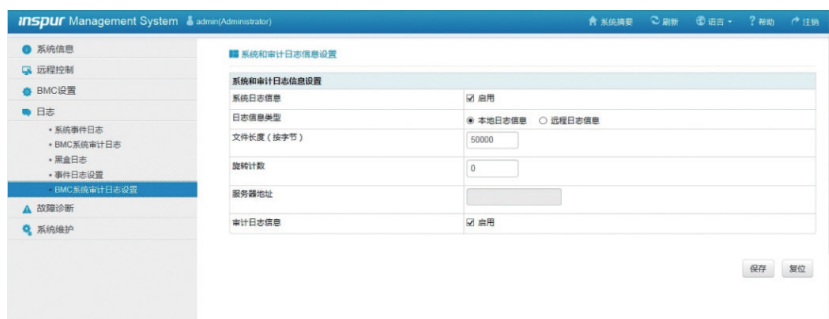 inspur Management System admin(Administrator) 系统摘要 刷新 语言 ? 帮助 注销
系统信息
远程控制
BMC设置
日志
• 系统事件日志
• BMC系统审计日志
• 黑盒日志
• 事件日志设置
• BMC系统审计日志设置
故障诊断
系统维护
系统和审计日志信息设置
系统和审计日志信息设置
系统日志信息 启用
日志信息类型 本地日志信息 远程日志信息
文件长度（按字节） 50000
旋转计数 0
服务器地址
审计日志信息 启用
保存 复位